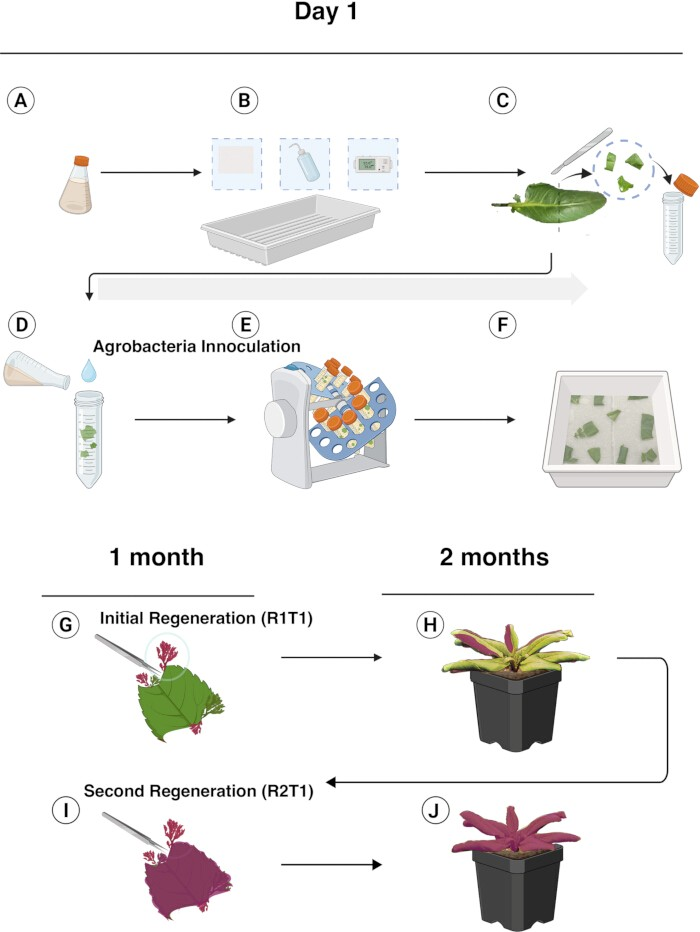 Day 1
A
B
C
D
Agrobacteria Innoculation
E
F
1 month
2 months
G
Initial Regeneration (R1T1)
H
Second Regeneration (R2T1)
I
J